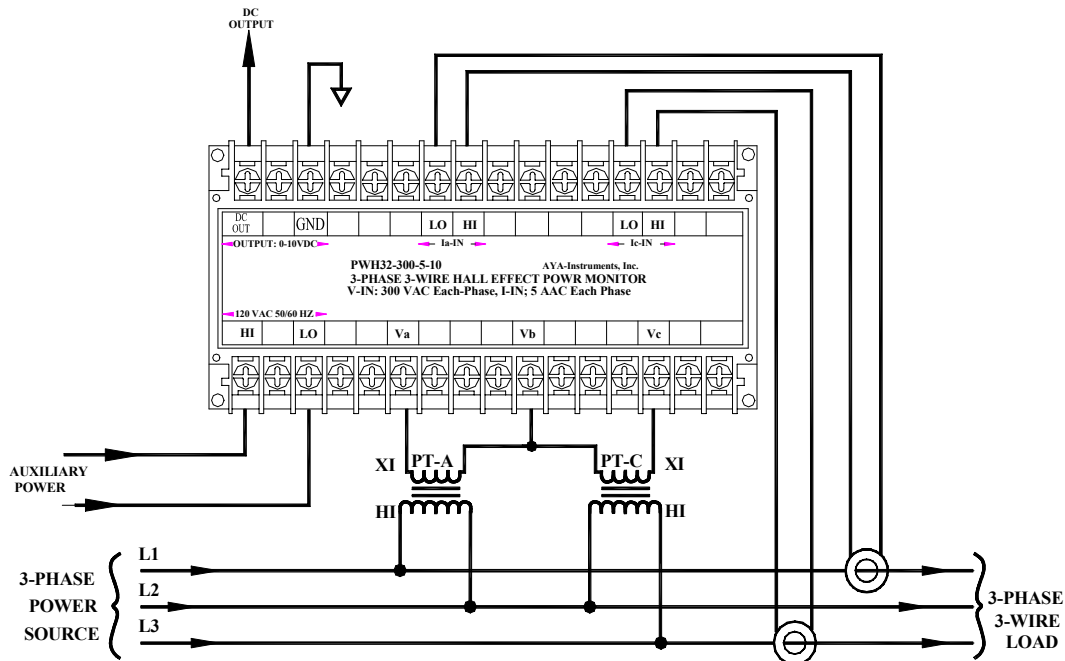 DC
OUTPUT
DC
OUT
GND
LO
HI
LO
HI
OUTPUT: 0-10VDC
Ia-IN
Ic-IN
PWH32-300-5-10
AYA-Instruments, Inc.
3-PHASE 3-WIRE HALL EFFECT POWR MONITOR
V-IN: 300 VAC Each-Phase, I-IN; 5 AAC Each Phase
120 VAC 50/60 HZ
HI
LO
Va
Vb
Vc
AUXILIARY
POWER
XI
PT-A
PT-C
XI
HI
HI
L1
3-PHASE
L2
POWER
L3
SOURCE
3-PHASE
3-WIRE
LOAD